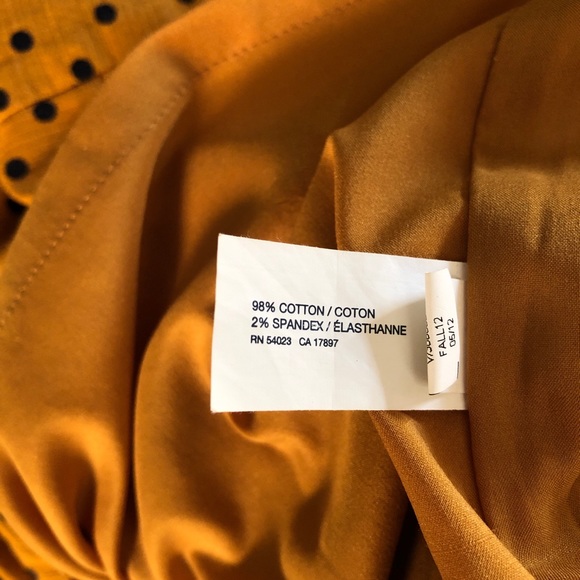 98% COTTON / COTON
2% SPANDEX / ÉLASTHANNE
RN 54023 CA 17897
FALL12
05/12